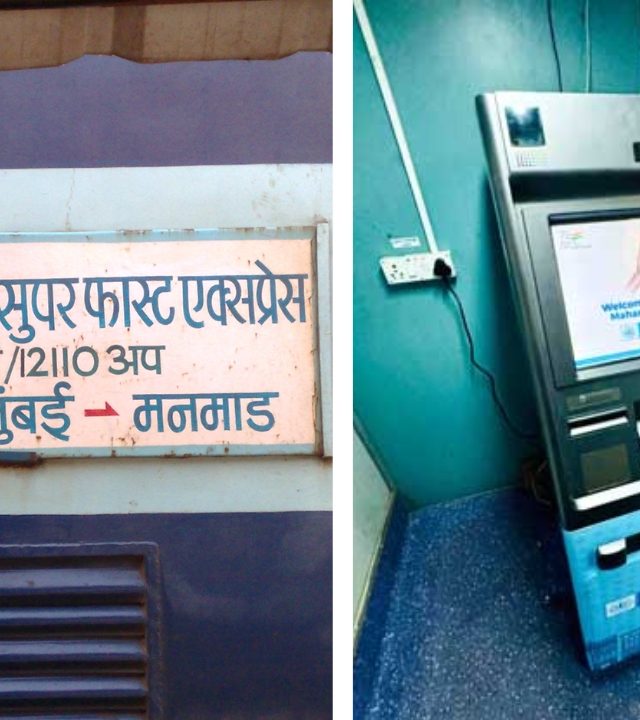 सुपर फास्ट एक्सप्रेस
/12110 अप
मुंबई → मनमाड
Welcom
Mahar